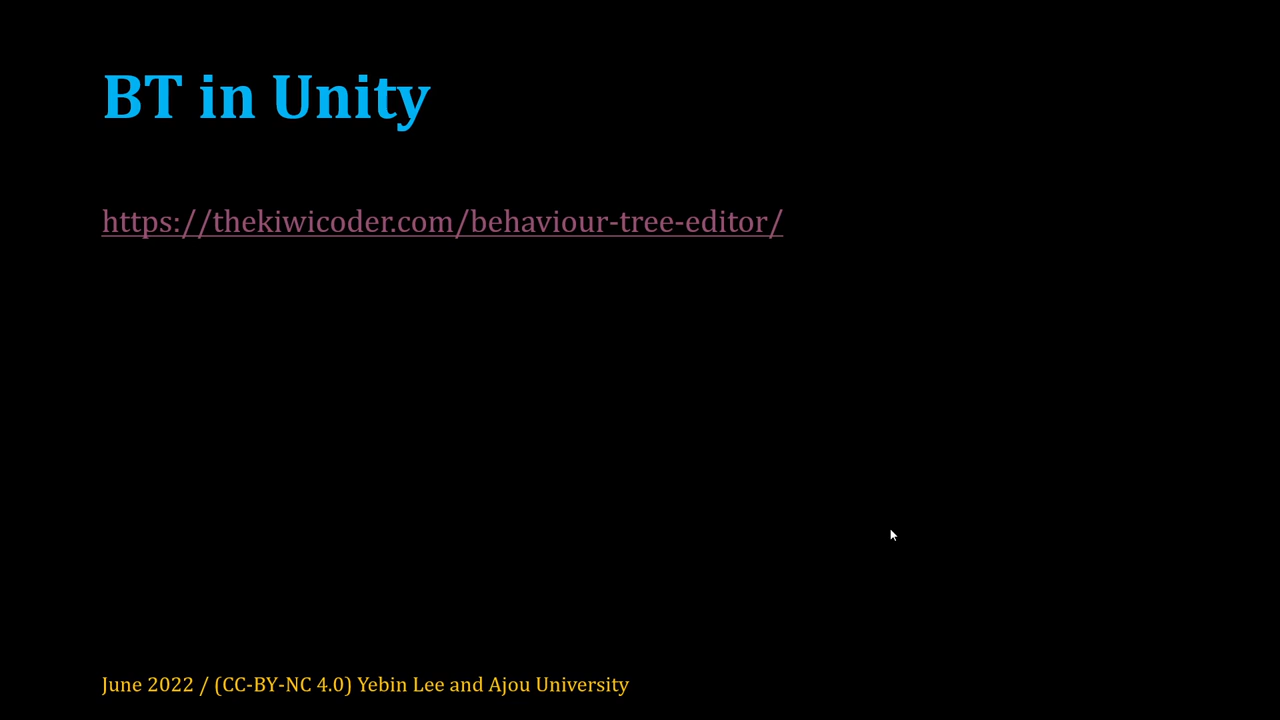 BT in Unity
https://thekiwicoder.com/behaviour-tree-editor/
June 2022 / (CC-BY-NC 4.0) Yebin Lee and Ajou University